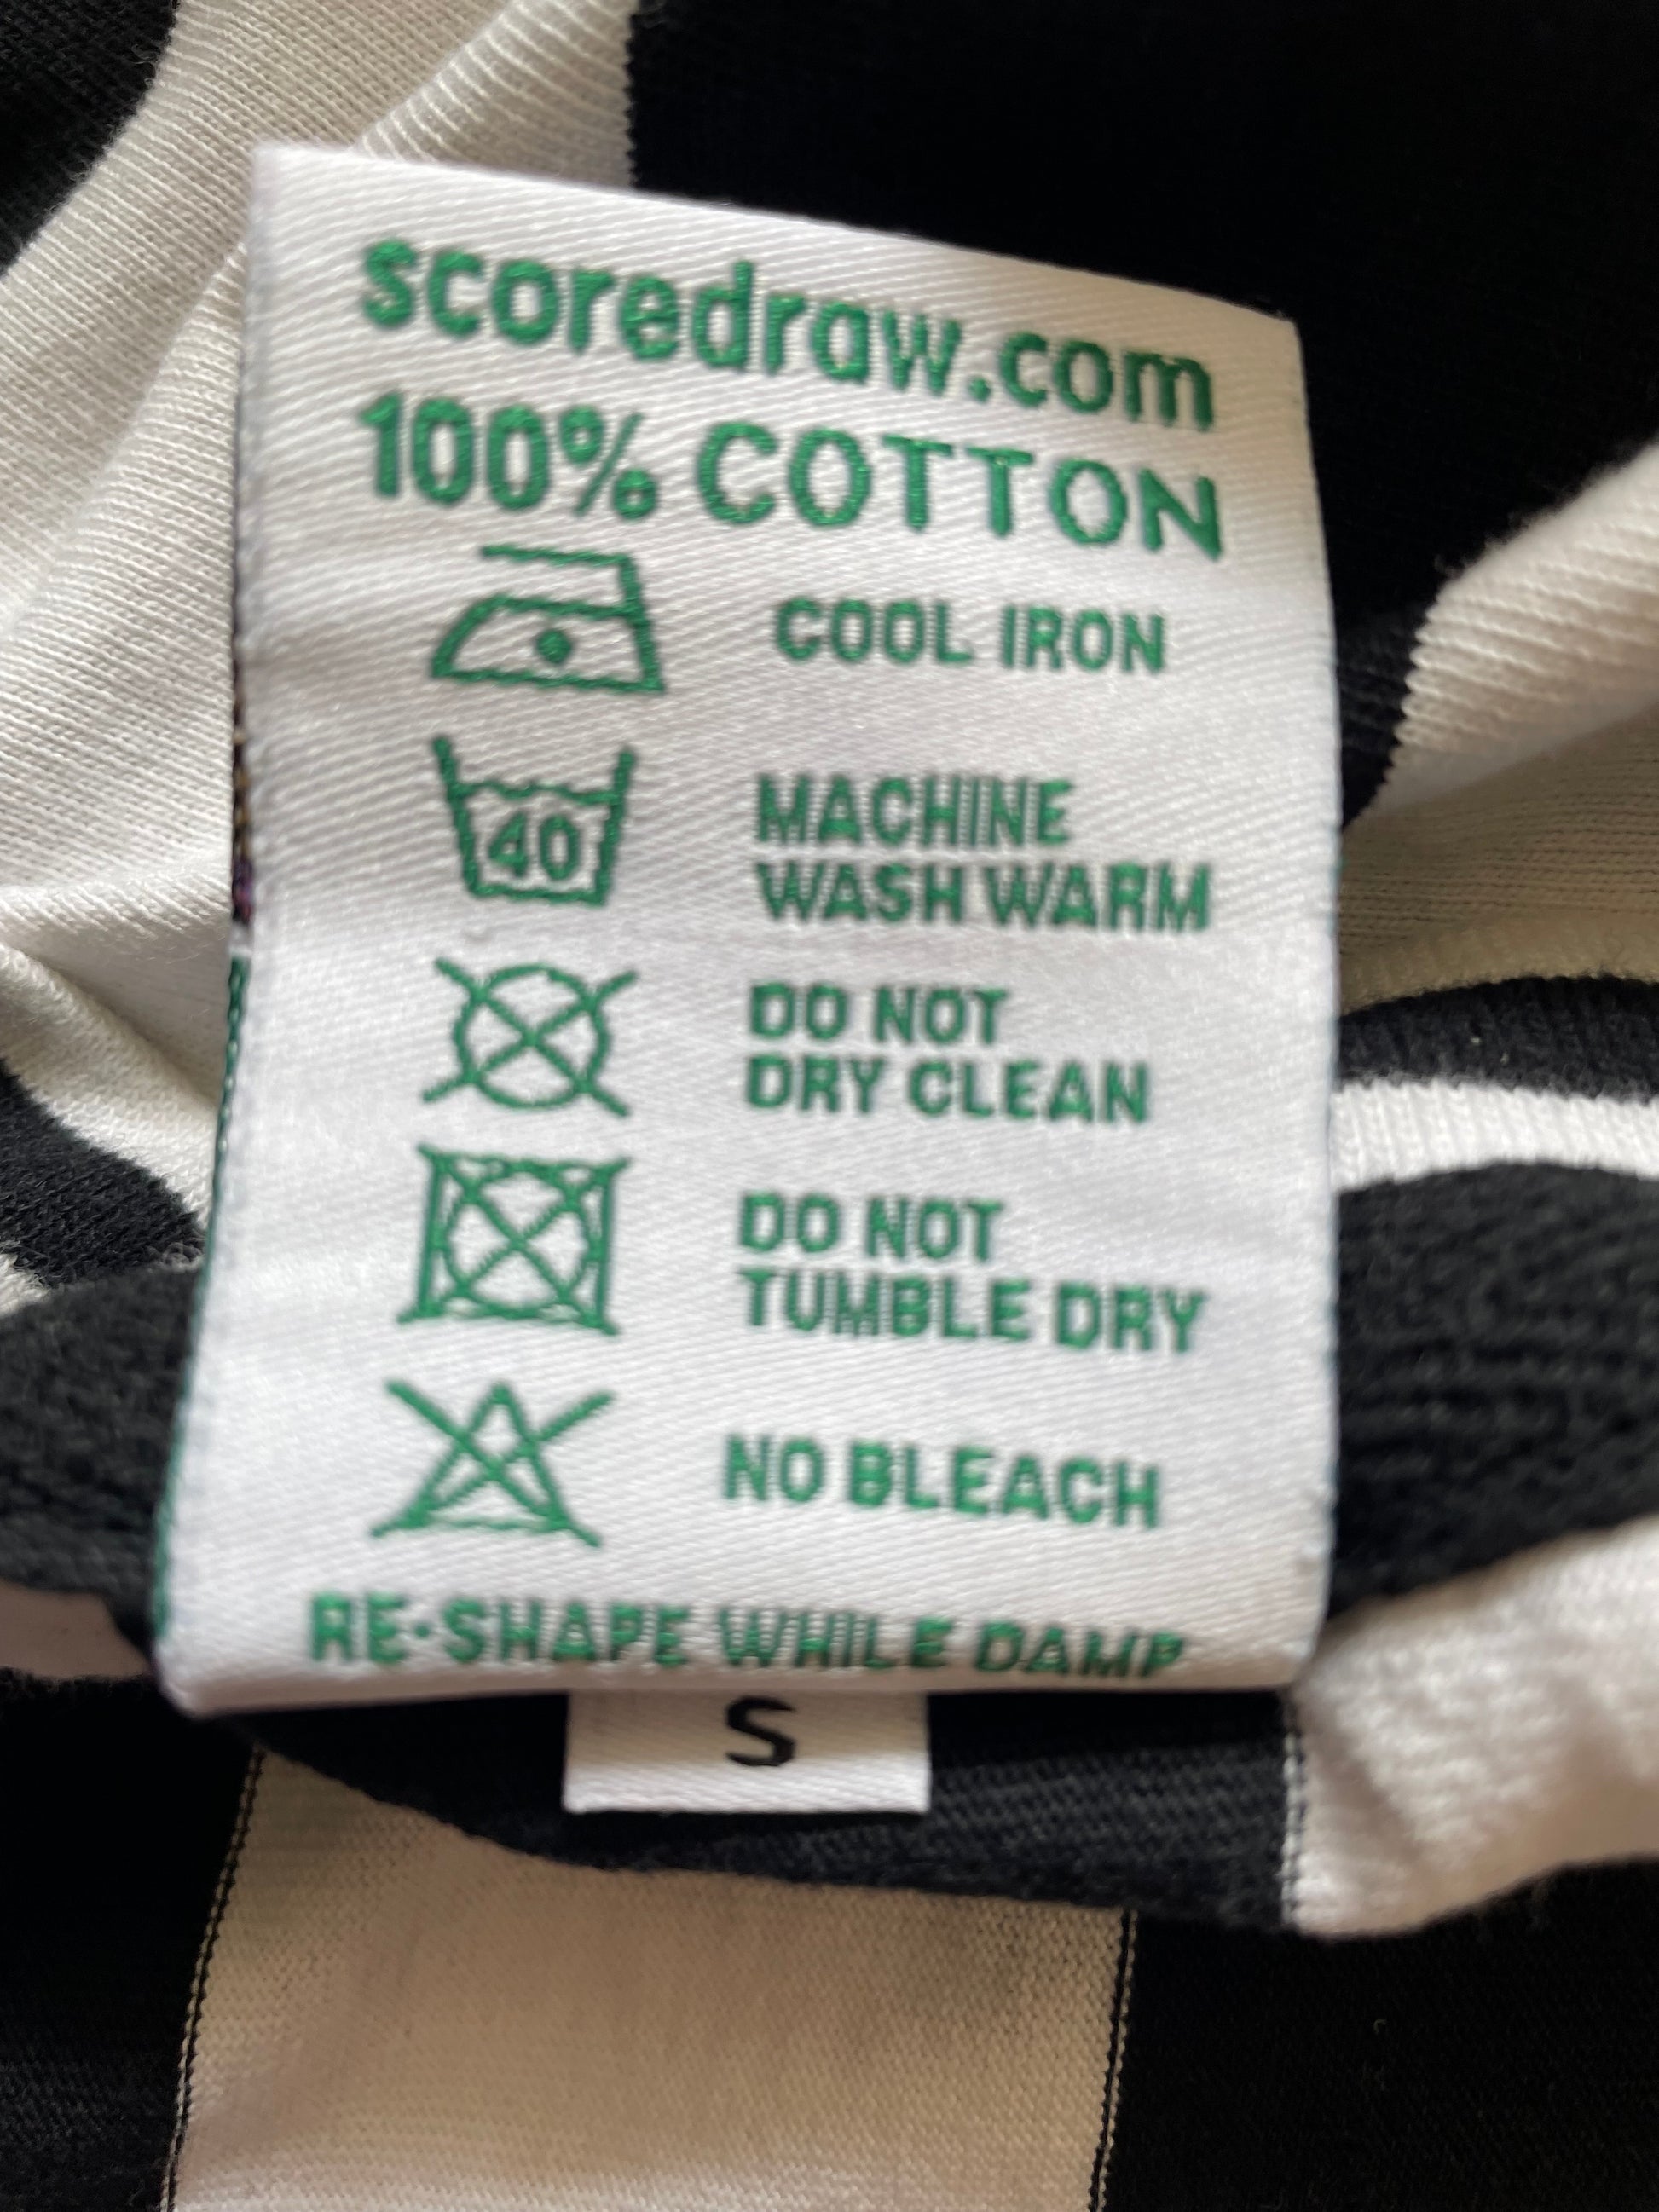 scoredraw.com
100% COTTON
COOL IRON
40
MACHINE
WASH WARM
DO NOT
DRY CLEAN
DO NOT
TUMBLE DRY
NO BLEACH
RE-SHAPE WHILE DAMP
S